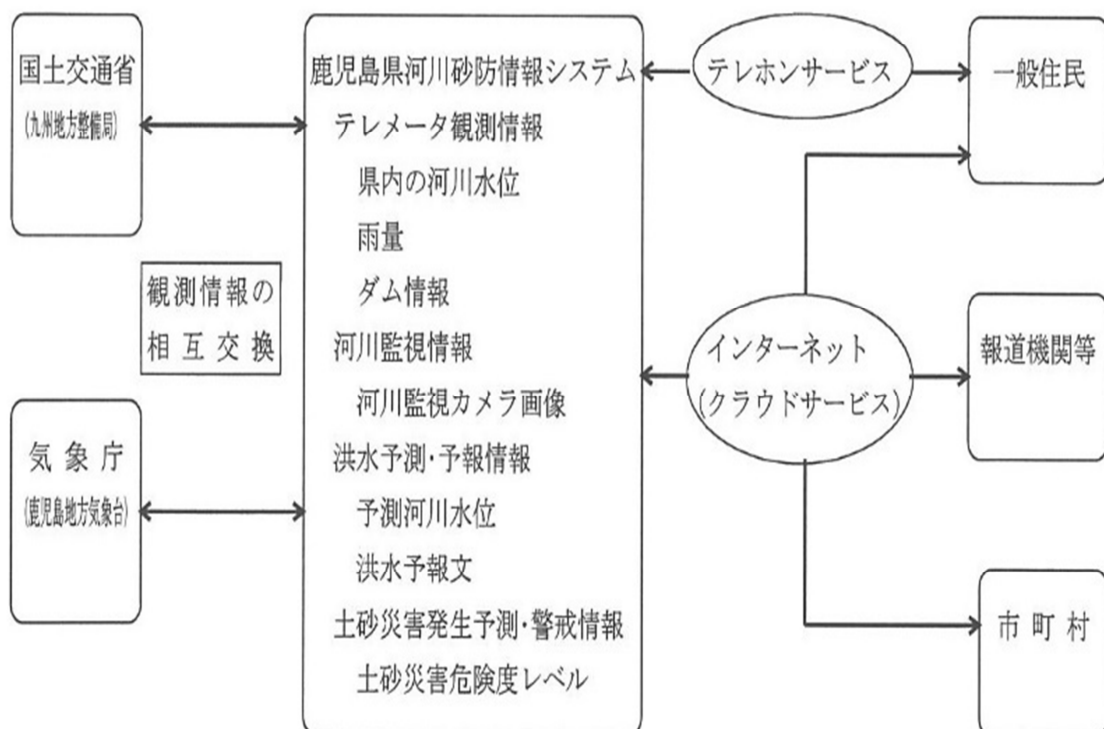 国土交通省
(九州地方整備局)
観測情報の
相互交換
気象庁
(鹿児島地方気象台)
鹿児島県河川砂防情報システム
テレメータ観測情報
県内の河川水位
雨量
ダム情報
河川監視情報
河川監視カメラ画像
洪水予測・予報情報
予測河川水位
洪水予報文
土砂災害発生予測・警戒情報
土砂災害危険度レベル
テレホンサービス
インターネット
(クラウドサービス)
一般住民
報道機関等
市町村